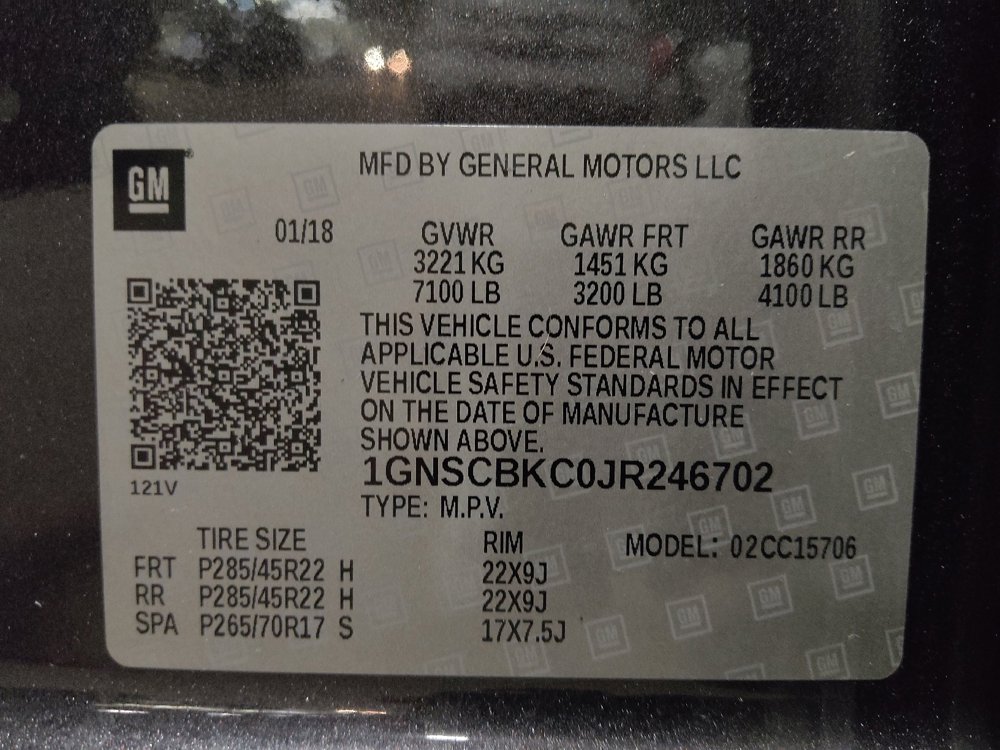 GM
MFD BY GENERAL MOTORS LLC
01/18 GVWR GAWR FRT GAWR RR
3221 KG 1451 KG 1860 KG
7100 LB 3200 LB 4100 LB
THIS VEHICLE CONFORMS TO ALL
APPLICABLE U.S. FEDERAL MOTOR
VEHICLE SAFETY STANDARDS IN EFFECT
ON THE DATE OF MANUFACTURE
SHOWN ABOVE.
1GNSCBKC0JR246702
121V
TYPE: M.P.V.
TIRE SIZE RIM MODEL: 02CC15706
FRT P285/45R22 H 22X9J
RR P285/45R22 H 22X9J
SPA P265/70R17 S 17X7.5J